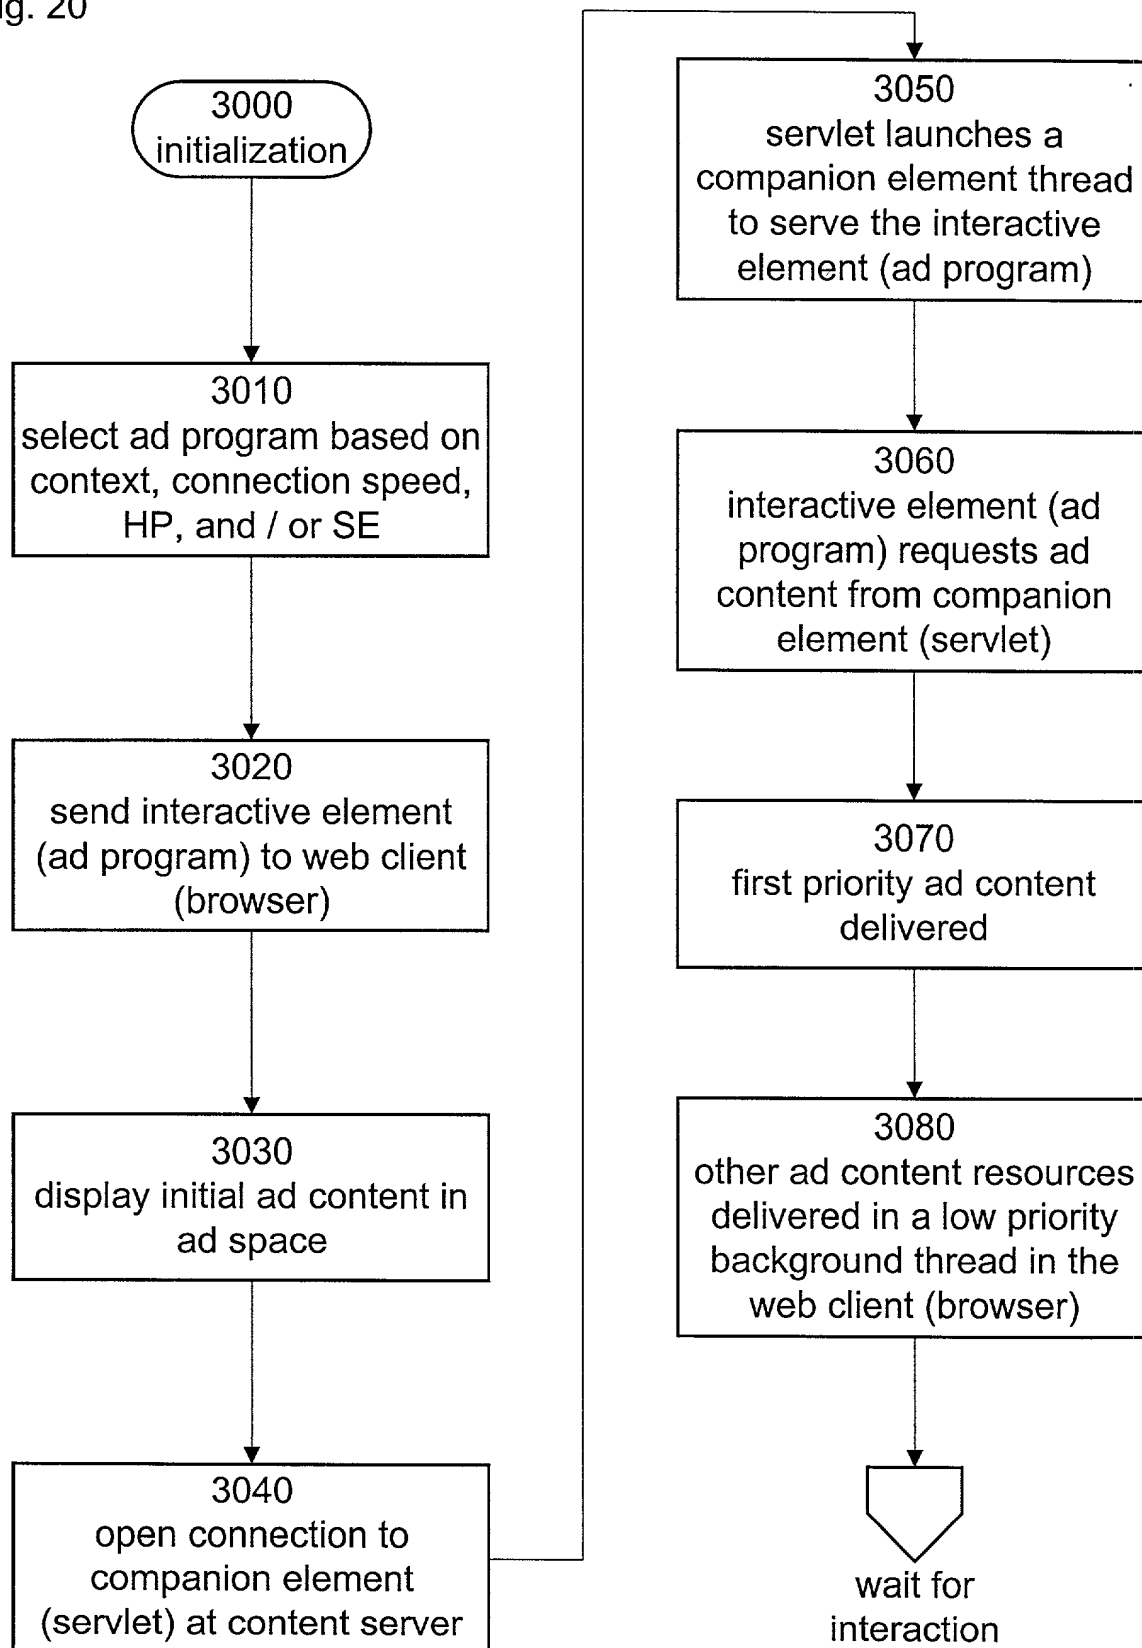 ig. 20
3000
initialization
3010
select ad program based on
context, connection speed,
HP, and / or SE
3020
send interactive element
(ad program) to web client
(browser)
3030
display initial ad content in
ad space
3040
open connection to
companion element
(servlet) at content server
3050
servlet launches a
companion element thread
to serve the interactive
element (ad program)
3060
interactive element (ad
program) requests ad
content from companion
element (servlet)
3070
first priority ad content
delivered
3080
other ad content resources
delivered in a low priority
background thread in the
web client (browser)
wait for
interaction